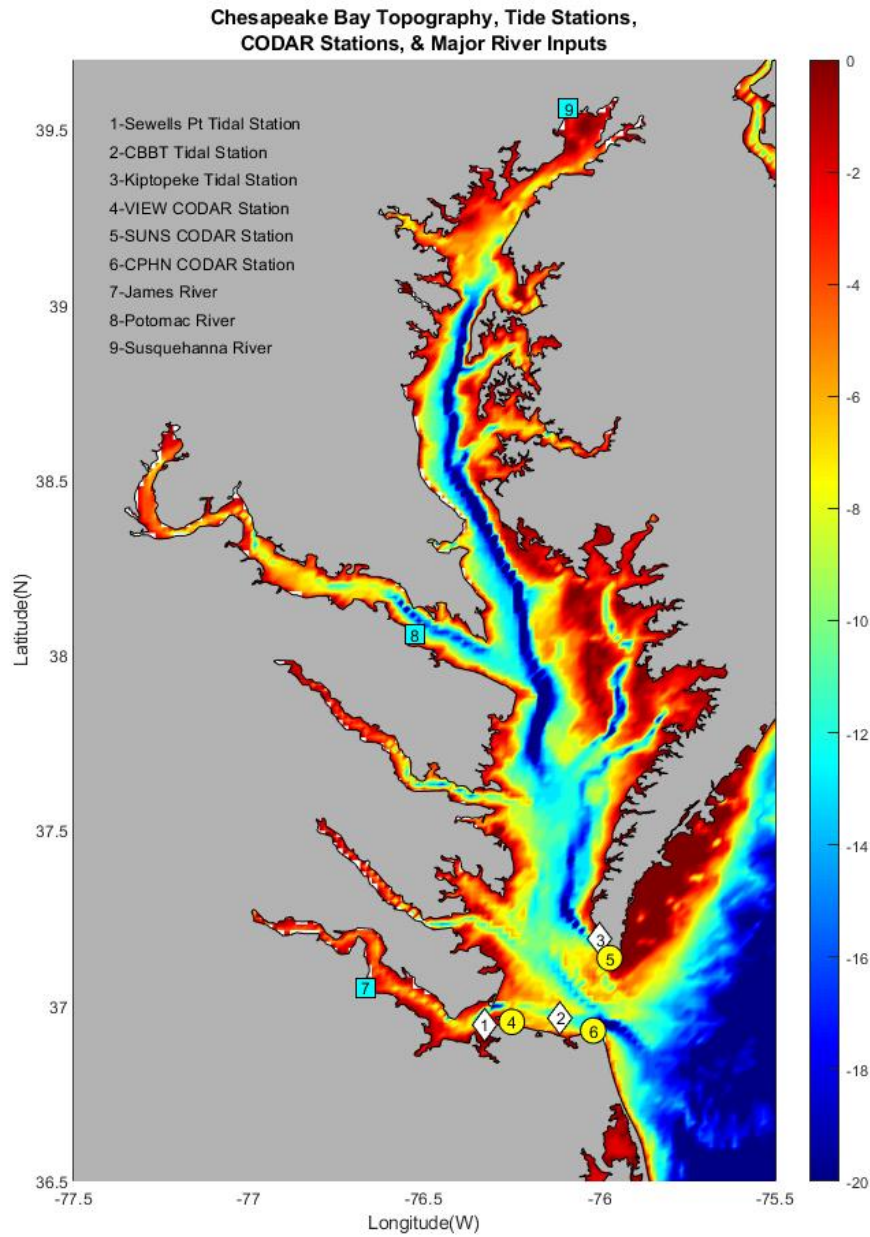 Chesapeake Bay Topography, Tide Stations,
CODAR Stations, & Major River Inputs
1-Sewells Pt Tidal Station
2-CBBT Tidal Station
3-Kiptopeke Tidal Station
4-VIEW CODAR Station
5-SUNS CODAR Station
6-CPHN CODAR Station
7-James River
8-Potomac River
9-Susquehanna River
9
8
3
5
7
1
4
2
6
Latitude(N)
39.5
39
38.5
38
37.5
37
36.5
-77.5
-77
-76.5
-76
-75.5
Longitude(W)
0
-2
-4
-6
-8
-10
-12
-14
-16
-18
-20